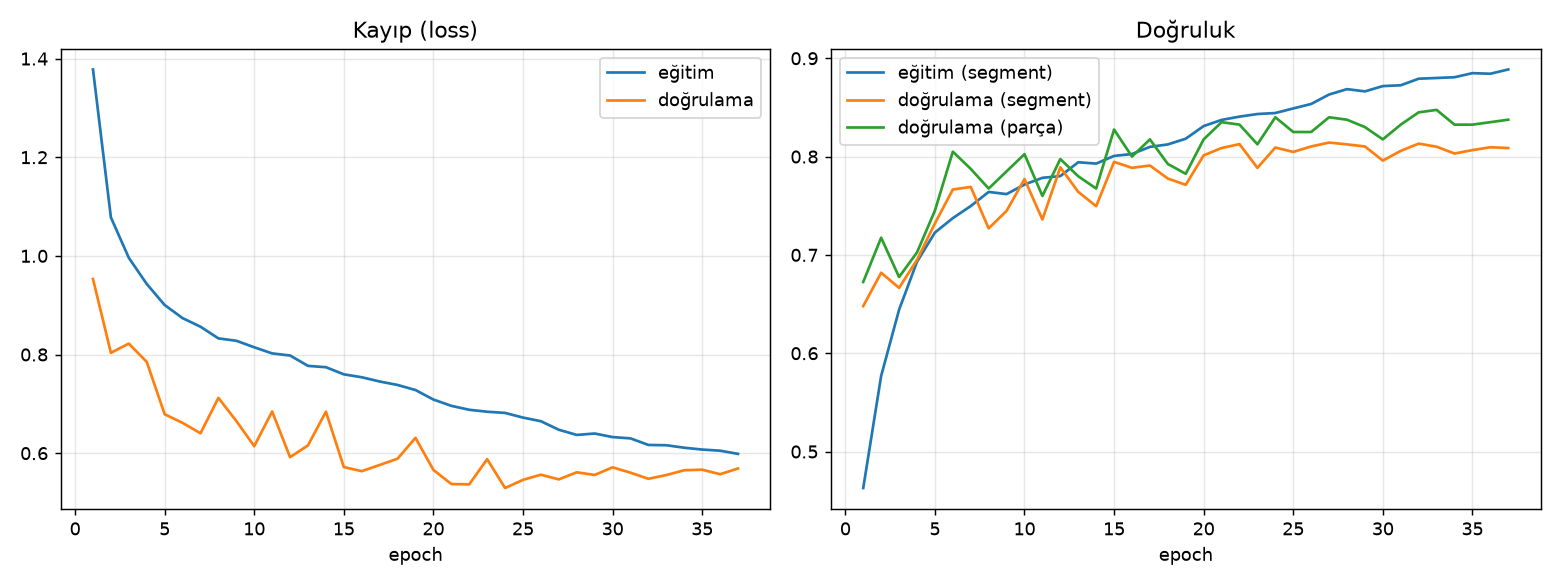 Kayıp (loss)
1.4
1.2
1.0
0.8
0.6
0
5
10
15
20
25
30
35
epoch
eğitim
doğrulama
Doğruluk
0.9
0.8
0.7
0.6
0.5
0
5
10
15
20
25
30
35
epoch
eğitim (segment)
doğrulama (segment)
doğrulama (parça)